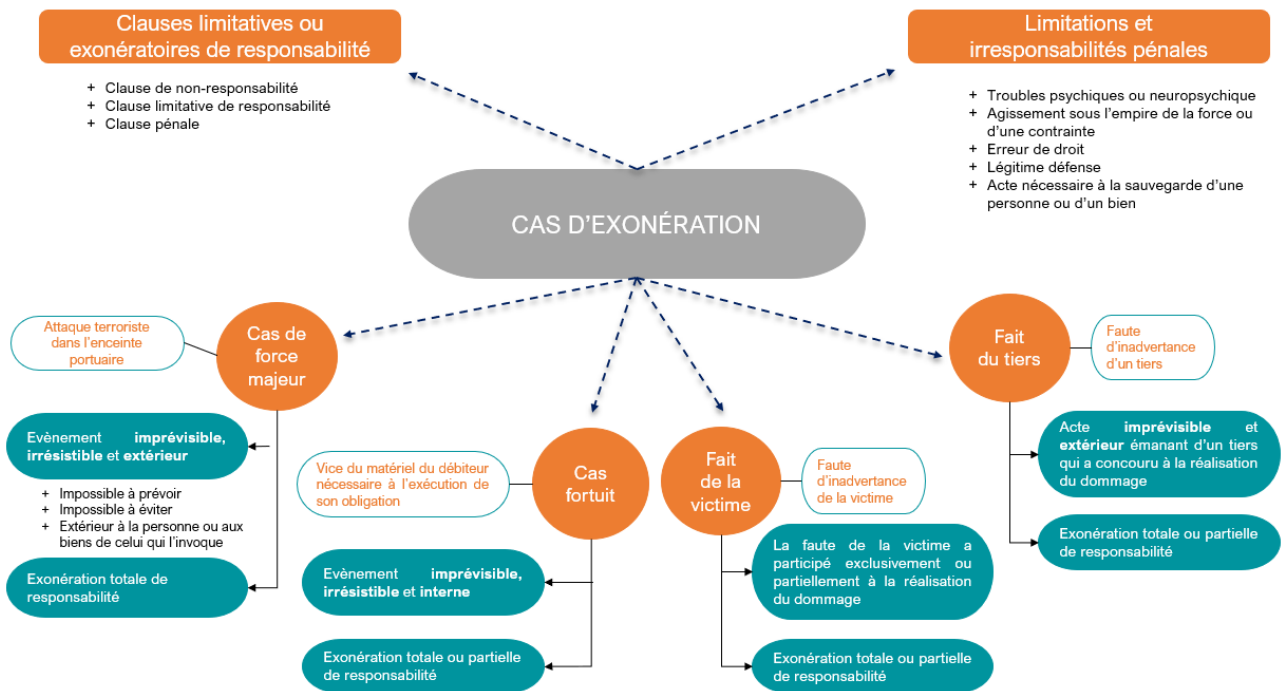 Clauses limitatives ou
exonératoires de responsabilité
+ Clause de non-responsabilité
+ Clause limitative de responsabilité
+ Clause pénale
Limitations et
irresponsabilités pénales
+ Troubles psychiques ou neuropsychique
+ Agissement sous l'empire de la force ou
d'une contrainte
+ Erreur de droit
+ Légitime défense
+ Acte nécessaire à la sauvegarde d'une
personne ou d'un bien
CAS D'EXONÉRATION
Attaque terroriste
dans l'enceinte
portuaire
Cas de
force
majeur
Evènement imprévisible,
irrésistible et extérieur
+ Impossible à prévoir
+ Impossible à éviter
+ Extérieur à la personne ou aux
biens de celui qui l'invoque
Exonération totale de
responsabilité
Vice du matériel du débiteur
nécessaire à l'exécution de
son obligation
Cas
fortuit
Evènement imprévisible,
irrésistible et interne
Exonération totale ou partielle
de responsabilité
Fait
de la
victime
Faute
d'inadvertance
de la victime
La faute de la victime a
participé exclusivement ou
partiellement à la réalisation
du dommage
Exonération totale ou partielle
de responsabilité
Fait
du tiers
Faute
d'inadvertance
d'un tiers
Acte imprévisible et
extérieur émanant d'un tiers
qui a concouru à la réalisation
du dommage
Exonération totale ou partielle
de responsabilité